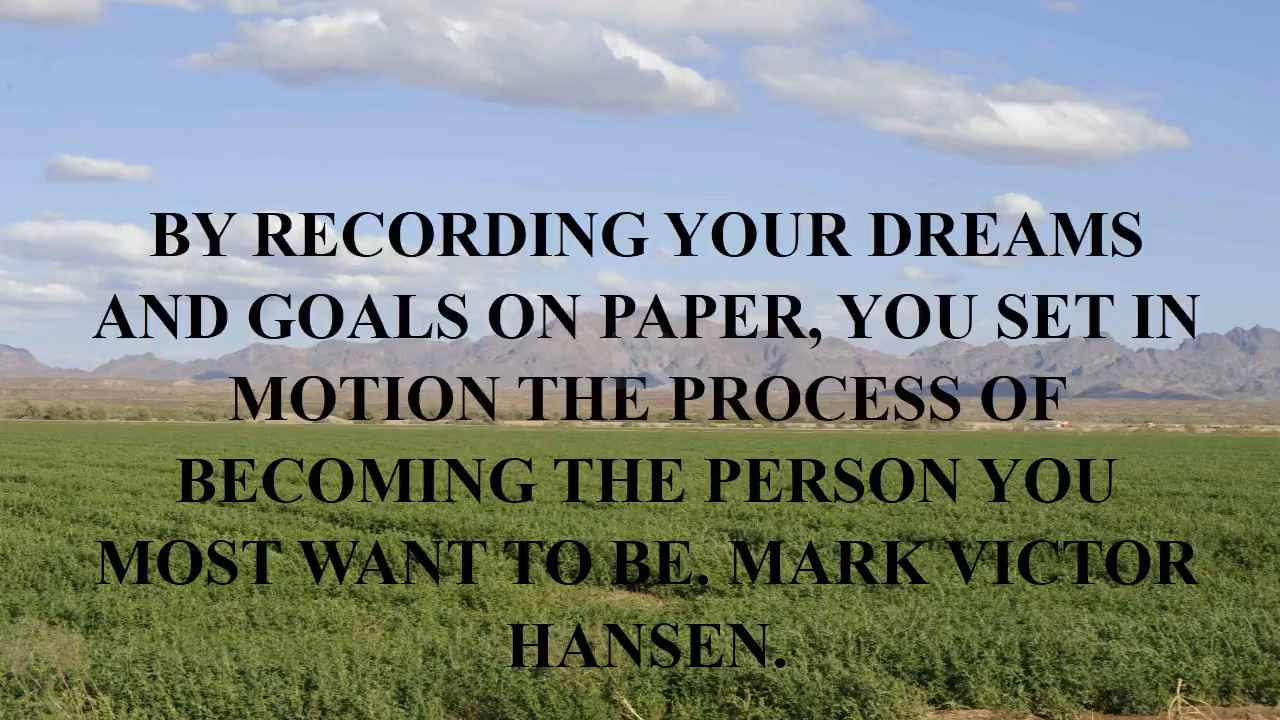 BY RECORDING YOUR DREAMS
AND GOALS ON PAPER, YOU SET IN
MOTION THE PROCESS OF
BECOMING THE PERSON YOU
MOST WANT TO BE. MARK VICTOR
HANSEN.